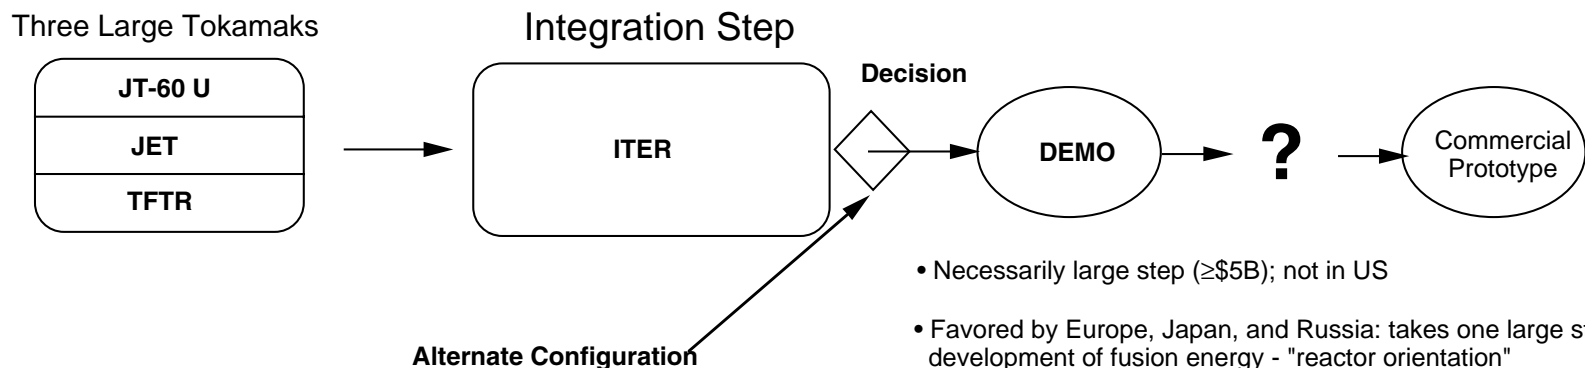 Three Large Tokamaks
Integration Step
JT-60 U
JET
TFTR
ITER
Decision
DEMO
?
Commercial
Prototype
Alternate Configuration
• Necessarily large step (≥$5B); not in US
• Favored by Europe, Japan, and Russia: takes one large
development of fusion energy - "reactor orientation"